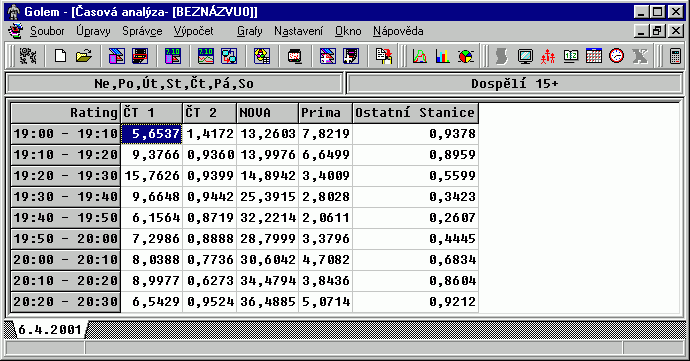 Golem - [Časová analýza- [BEZNÁZVU0]]
Soubor Úpravy Správce Výpočet Grafy Nastavení Okno Nápověda
Ne,Po,Út,St,Čt,Pá,So Dospělí 15+
Rating ČT 1 ČT 2 NOVA Prima Ostatní Stanice
19:00 - 19:10 5,6537 1,4172 13,2603 7,8219 0,9378
19:10 - 19:20 9,3766 0,9360 13,9976 6,6499 0,8959
19:20 - 19:30 15,7626 0,9399 14,8942 3,4009 0,5599
19:30 - 19:40 9,6648 0,9442 25,3915 2,8028 0,3423
19:40 - 19:50 6,1564 0,8719 32,2214 2,0611 0,2607
19:50 - 20:00 7,2986 0,8888 28,7999 3,3796 0,4445
20:00 - 20:10 8,0388 0,7736 30,6042 4,7082 0,6834
20:10 - 20:20 8,9977 0,6273 34,4794 3,8436 0,8604
20:20 - 20:30 6,5429 0,9524 36,4885 5,0714 0,9212
6.4.2001